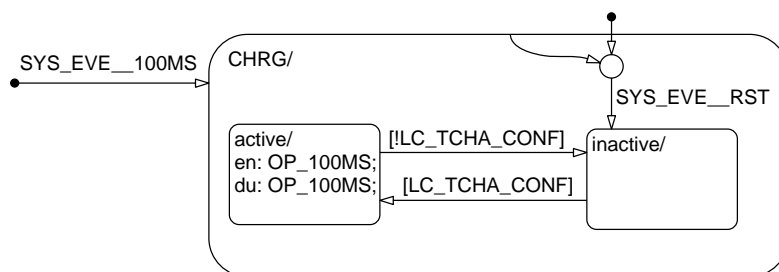 SYS_EVE__100MS
CHRG/
SYS_EVE__RST
active/
en: OP_100MS;
du: OP_100MS;
[!LC_TCHA_CONF]
[LC_TCHA_CONF]
inactive/